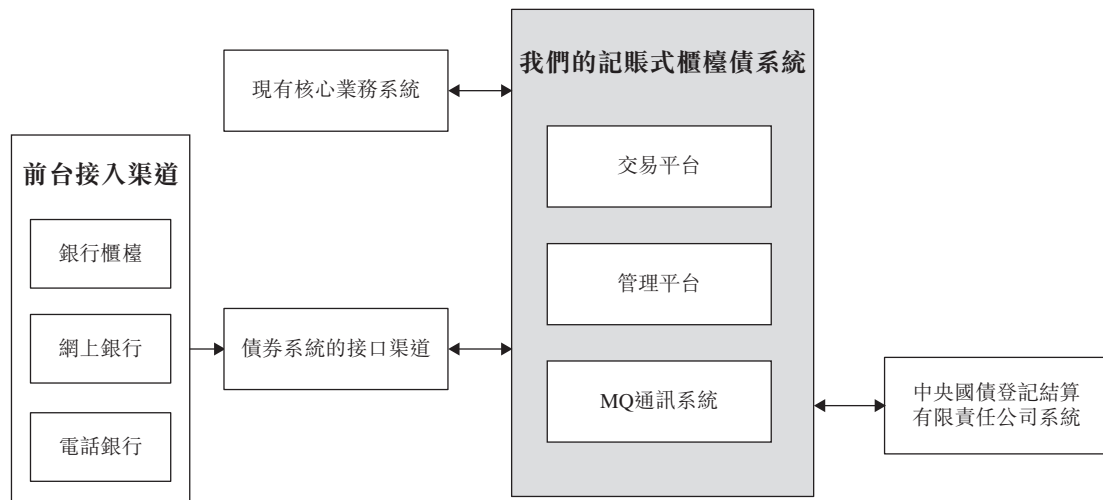 我們的記賬式櫃檯債系統
現有核心業務系統
交易平台
前台接入渠道
銀行櫃檯
管理平台
網上銀行
債券系統的接口渠道
MQ通訊系統
中央國債登記結算
有限責任公司系統
電話銀行